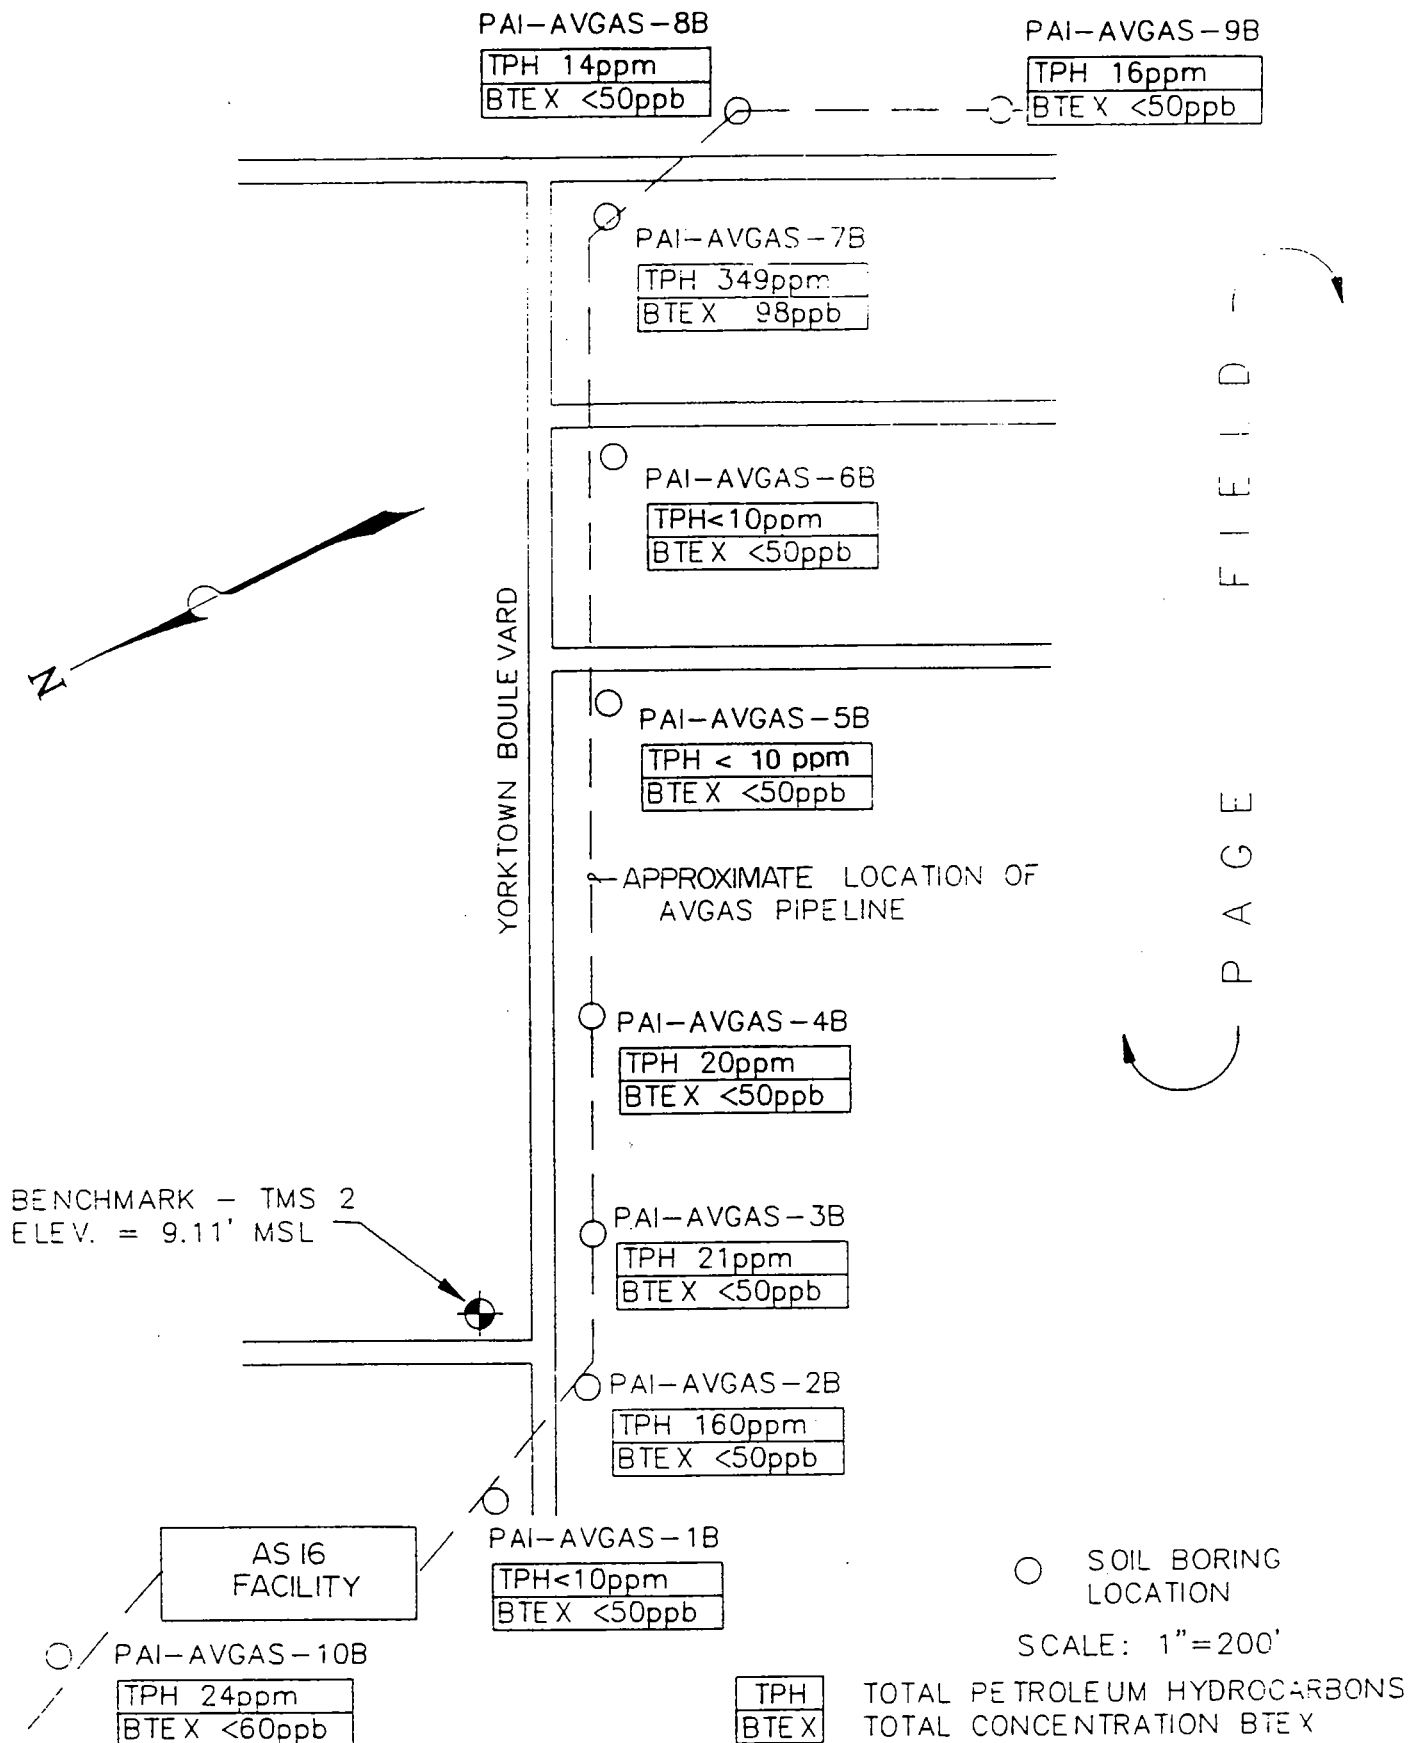 PAI-AVGAS-8B
TPH 14ppm
BTEX <50ppb
PAI-AVGAS-9B
TPH 16ppm
BTEX <50ppb
PAI-AVGAS-7B
TPH 349ppm
BTEX 98ppb
PAI-AVGAS-6B
TPH<10ppm
BTEX <50ppb
N
YORKTOWN BOULEVARD
PAI-AVGAS-5B
TPH < 10 ppm
BTEX <50ppb
APPROXIMATE LOCATION OF
AVGAS PIPELINE
PAGE FIELD -
PAI-AVGAS-4B
TPH 20ppm
BTEX <50ppb
BENCHMARK - TMS 2
ELEV. = 9.11' MSL
PAI-AVGAS-3B
TPH 21ppm
BTEX <50ppb
PAI-AVGAS-2B
TPH 160ppm
BTEX <50ppb
AS 16
FACILITY
PAI-AVGAS-1B
TPH<10ppm
BTEX <50ppb
PAI-AVGAS-10B
TPH 24ppm
BTEX <60ppb
SOIL BORING
LOCATION
SCALE: 1"=200'
TPH TOTAL PETROLEUM HYDROCARBONS
BTEX TOTAL CONCENTRATION BTEX